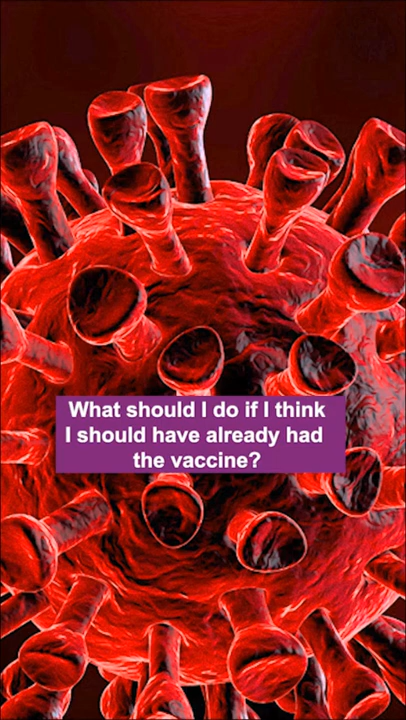 What should I do if I think
I should have already had
the vaccine?